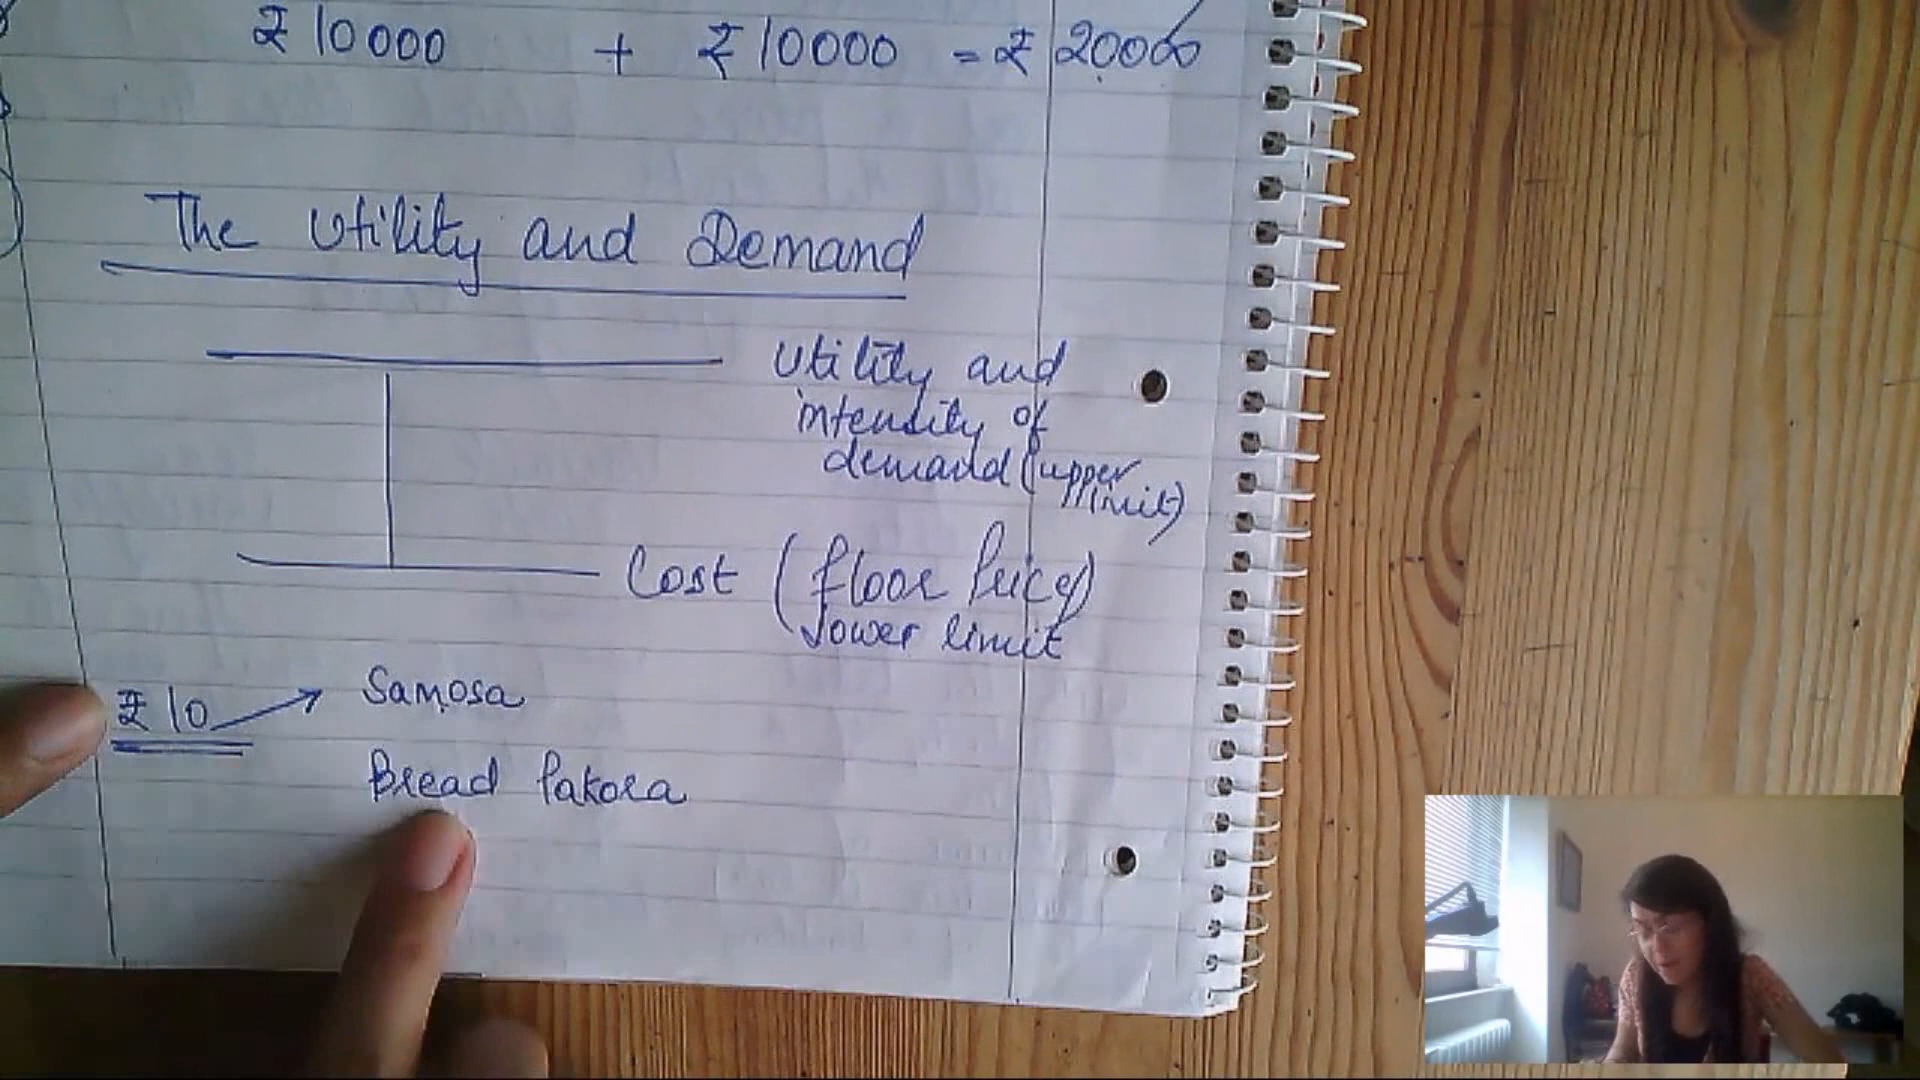 ₹ 10000 + ₹ 10000 = ₹ 20000
The Utility and Demand
Utility and
intensity of
demand (upper
limit)
Cost (floor Price)
lower limit
₹ 10 → Samosa
Bread Pakora